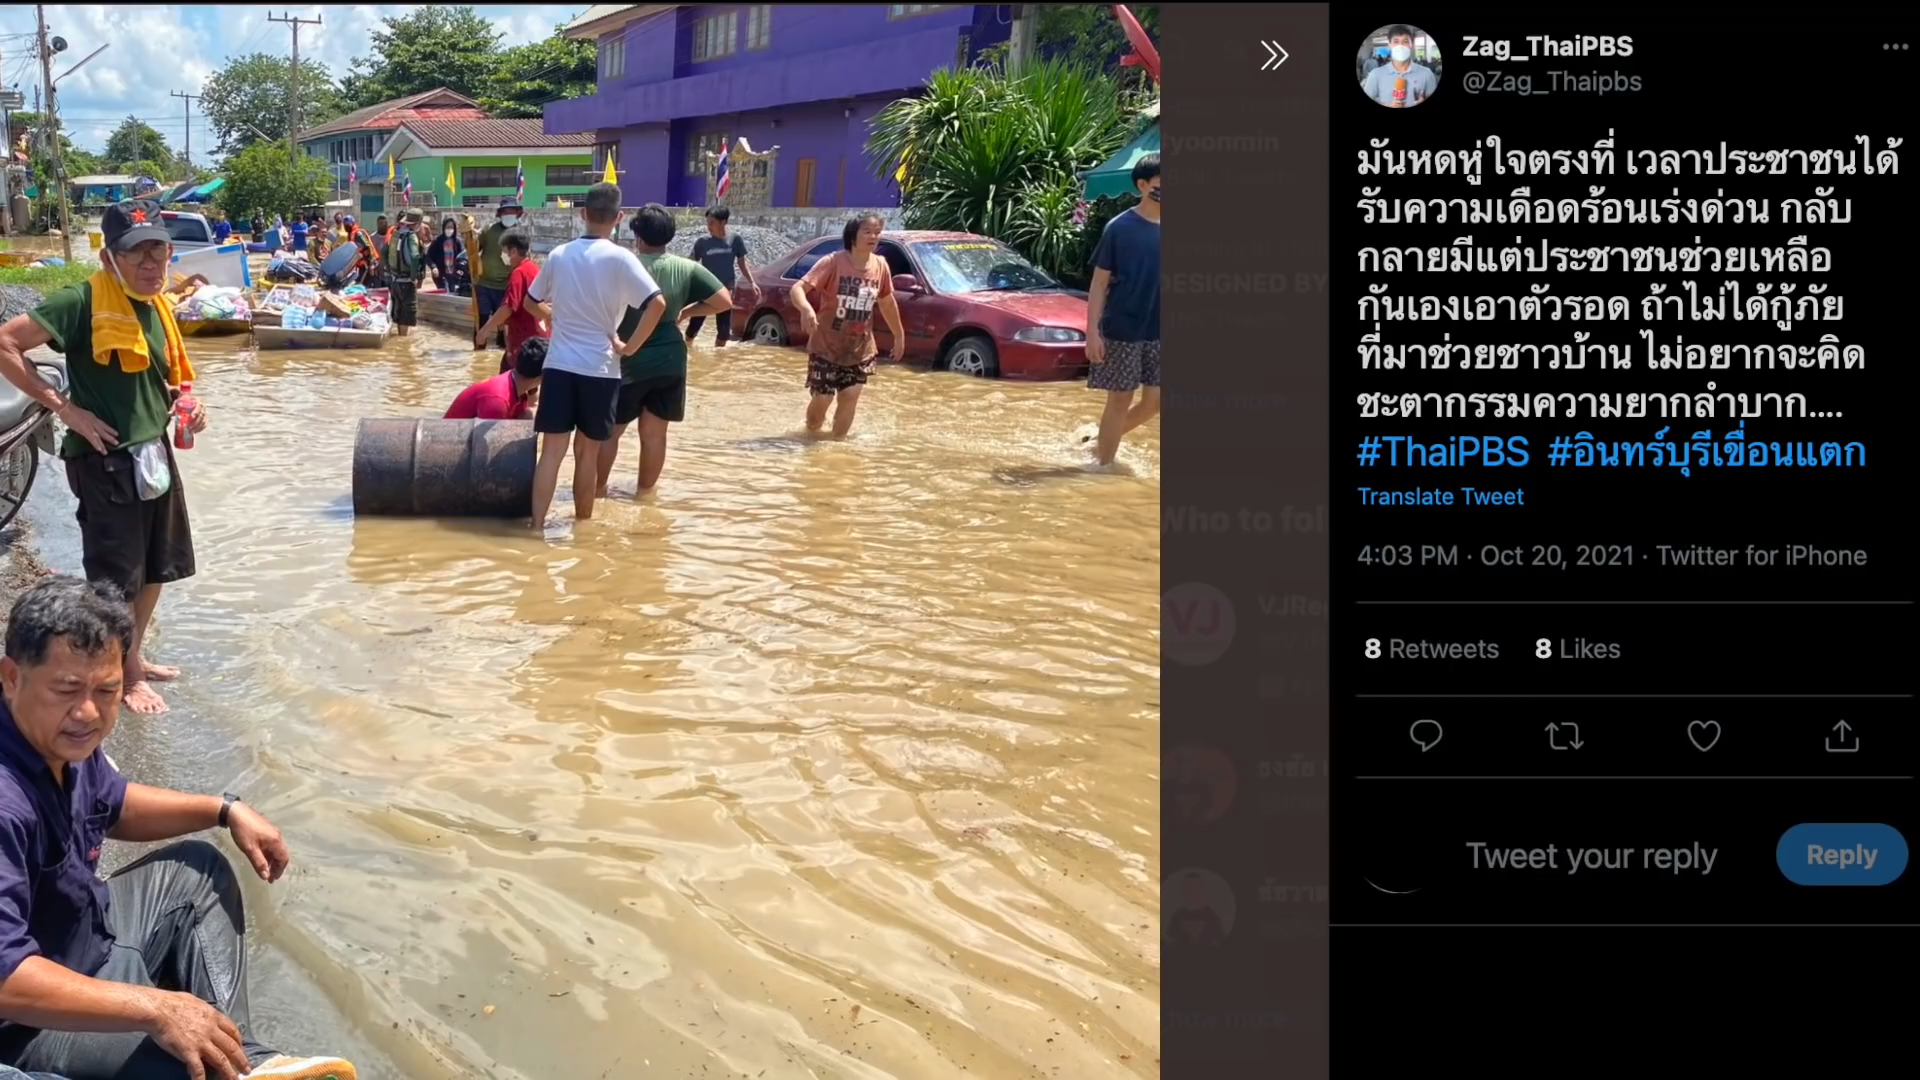 Zag_ThaiPBS
@Zag_Thaipbs
มันหดหู่ใจตรงที่ เวลาประชาชนได้
รับความเดือดร้อนเร่งด่วน กลับ
กลายมีแต่ประชาชนช่วยเหลือ
กันเองเอาตัวรอด ถ้าไม่ได้กู้ภัย
ที่มาช่วยชาวบ้าน ไม่อยากจะคิด
ชะตากรรมความยากลำบาก....
#ThaiPBS #อินทร์บุรีเขื่อนแตก
Translate Tweet
4:03 PM · Oct 20, 2021 · Twitter for iPhone
8 Retweets 8 Likes
Tweet your reply
Reply
yoonmin
DESIGNED BY
Who to fol
VJ
VJRe